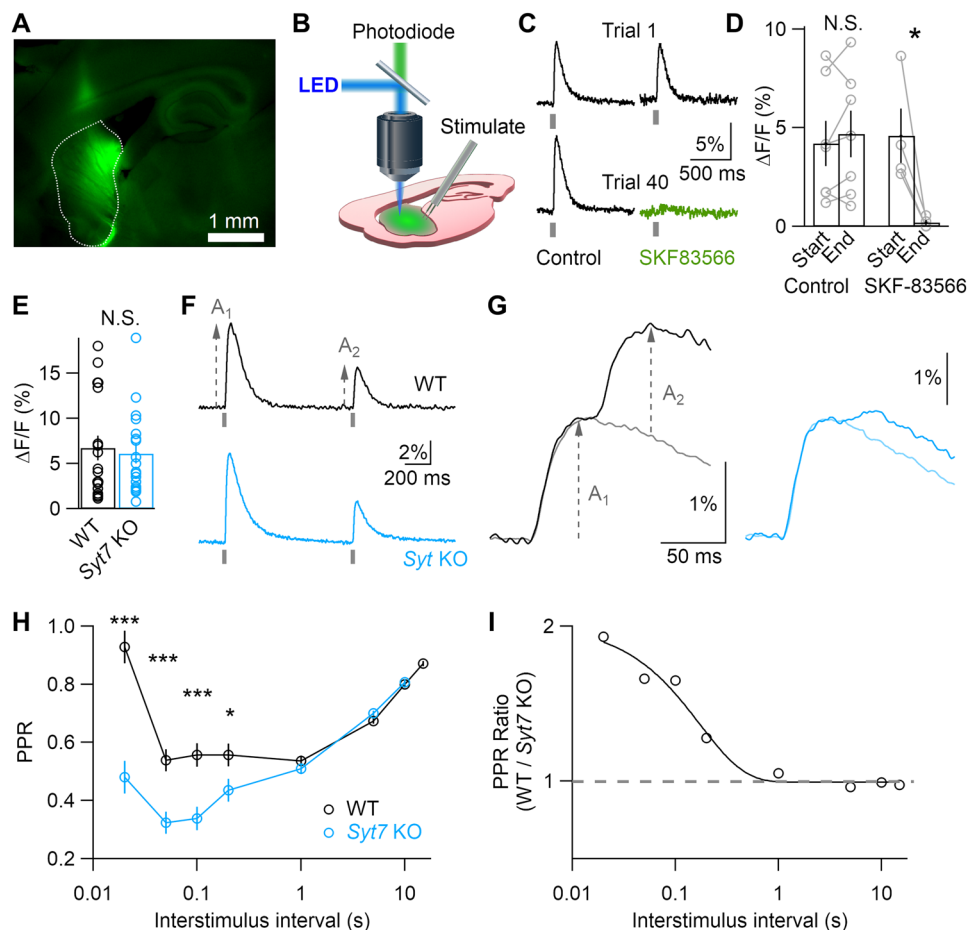 A
1 mm
B
Photodiode
LED
Stimulate
C
Trial 1
5%
500 ms
Trial 40
Control
SKF83566
D
N.S.
*
10
5
0
ΔF/F (%)
Start
End
Start
End
Control
SKF-83566
E
N.S.
15
10
5
0
ΔF/F (%)
WT
Syt7 KO
F
A1
A2
WT
2%
200 ms
Syt KO
G
A2
A1
1%
50 ms
1%
H
***
***
***
*
1.0
0.8
0.6
0.4
0.2
PPR
WT
Syt7 KO
0.01
0.1
1
10
Interstimulus interval (s)
I
2
1
PPR Ratio
(WT / Syt7 KO)
0.01
0.1
1
10
Interstimulus interval (s)